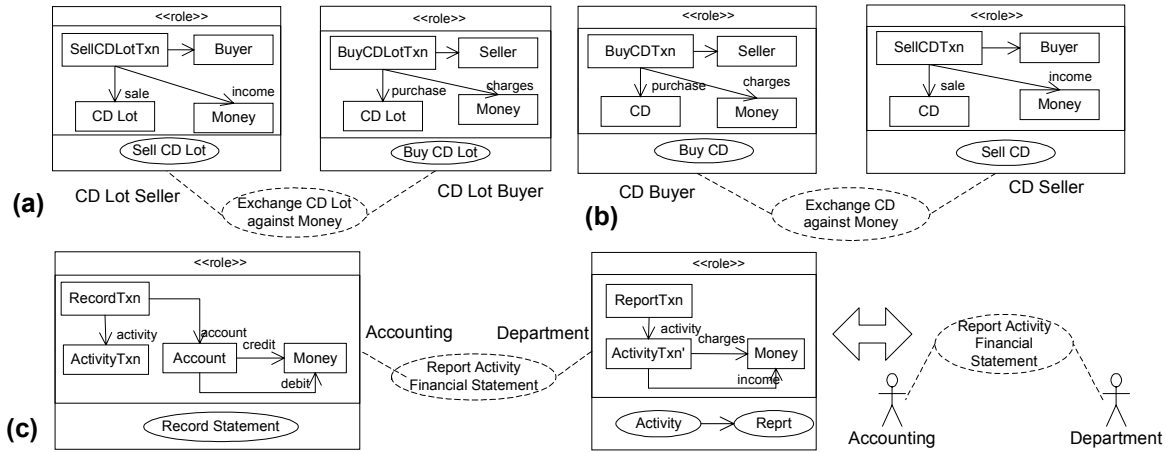 <<role>>
SellCDLotTxn
Buyer
sale
income
CD Lot
Money
Sell CD Lot
CD Lot Seller
<<role>>
BuyCDLotTxn
Seller
purchase
charges
CD Lot
Money
Buy CD Lot
CD Lot Buyer
(a)
Exchange CD Lot
against Money
<<role>>
BuyCDTxn
Seller
purchase
charges
CD
Money
Buy CD
CD Buyer
<<role>>
SellCDTxn
Buyer
sale
income
CD
Money
Sell CD
CD Seller
(b)
Exchange CD
against Money
<<role>>
RecordTxn
activity
account
ActivityTxn
Account
credit
Money
debit
Record Statement
(c)
Accounting
Department
Report Activity
Financial Statement
<<role>>
ReportTxn
activity
charges
ActivityTxn'
Money
income
Activity
Reprt
Report Activity
Financial
Statement
Accounting
Department